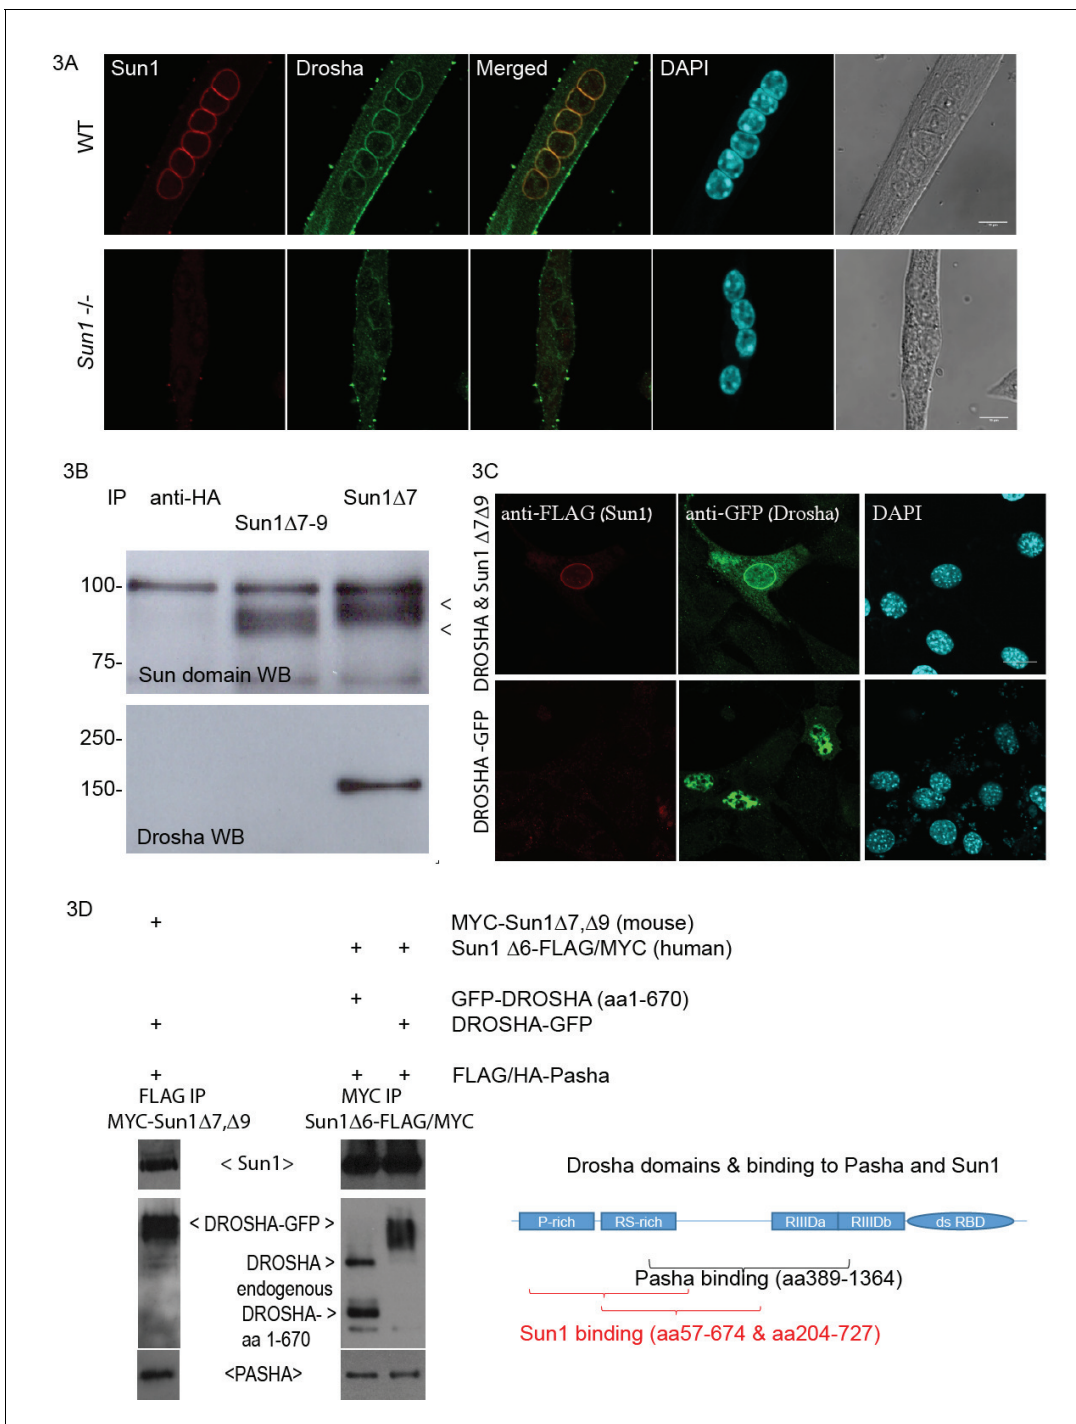 3A
Sun1 Drosha Merged DAPI
WT
Sun1 -/-
3B
IP anti-HA Sun1Δ7-9 Sun1Δ7
100-
75-
Sun domain WB
<
<
250-
150-
Drosha WB
3C
DROSHA & Sun1 Δ7Δ9
anti-FLAG (Sun1) anti-GFP (Drosha) DAPI
DROSHA -GFP
3D
+ MYC-Sun1Δ7,Δ9 (mouse)
+ + Sun1 Δ6-FLAG/MYC (human)
+ GFP-DROSHA (aa1-670)
+ + DROSHA-GFP
+ + + FLAG/HA-Pasha
FLAG IP MYC IP
MYC-Sun1Δ7,Δ9 Sun1Δ6-FLAG/MYC
< Sun1>
< DROSHA-GFP >
DROSHA >
endogenous
DROSHA- >
aa 1-670
<PASHA>
Drosha domains & binding to Pasha and Sun1
P-rich RS-rich RIIIDa RIIIDb ds RBD
Pasha binding (aa389-1364)
Sun1 binding (aa57-674 & aa204-727)